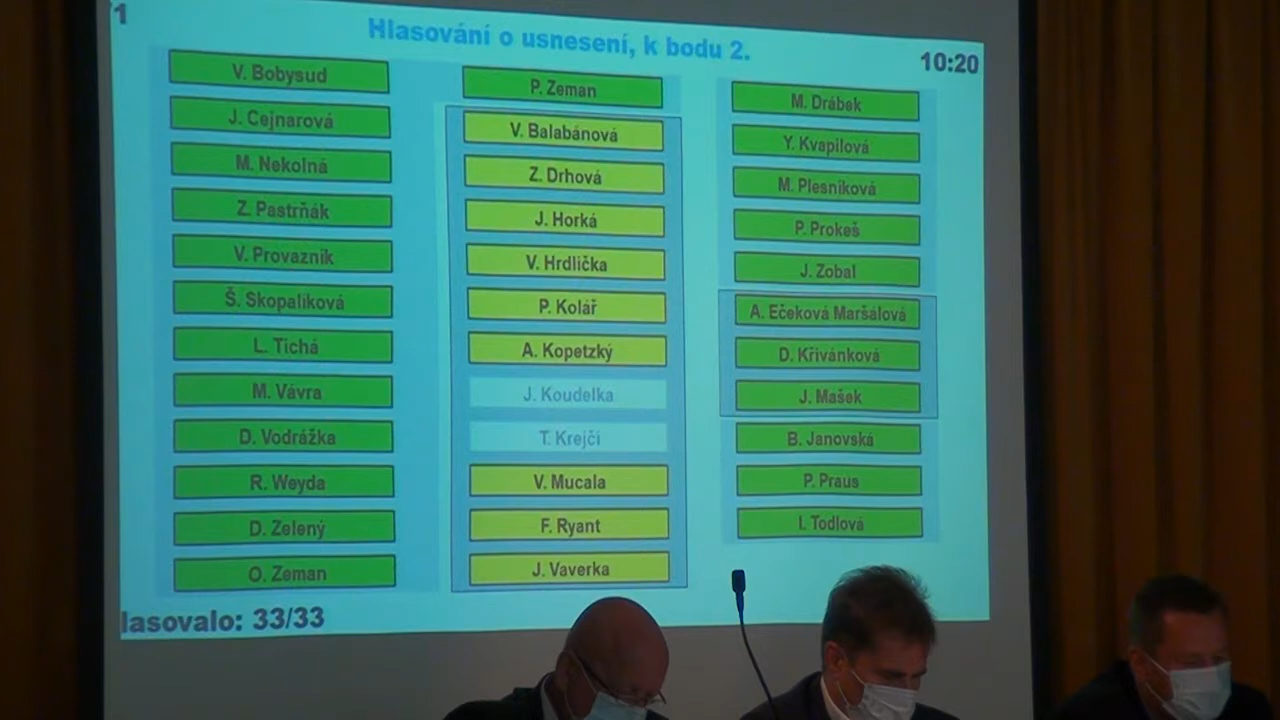 /1
Hlasování o usnesení, k bodu 2.
10:20
V. Bobysud
J. Cejnarová
M. Nekolná
Z. Pastrňák
V. Provazník
Š. Skopalíková
L. Tichá
M. Vávra
D. Vodrážka
R. Weyda
D. Zelený
O. Zeman
P. Zeman
V. Balabánová
Z. Drhová
J. Horká
V. Hrdlička
P. Kolář
A. Kopetzký
J. Koudelka
T. Krejčí
V. Mucala
F. Ryant
J. Vaverka
M. Drábek
Y. Kvapilová
M. Plesníková
P. Prokeš
J. Zobal
A. Ečeková Maršálová
D. Křivánková
J. Mašek
B. Janovská
P. Praus
I. Todlová
lasovalo: 33/33